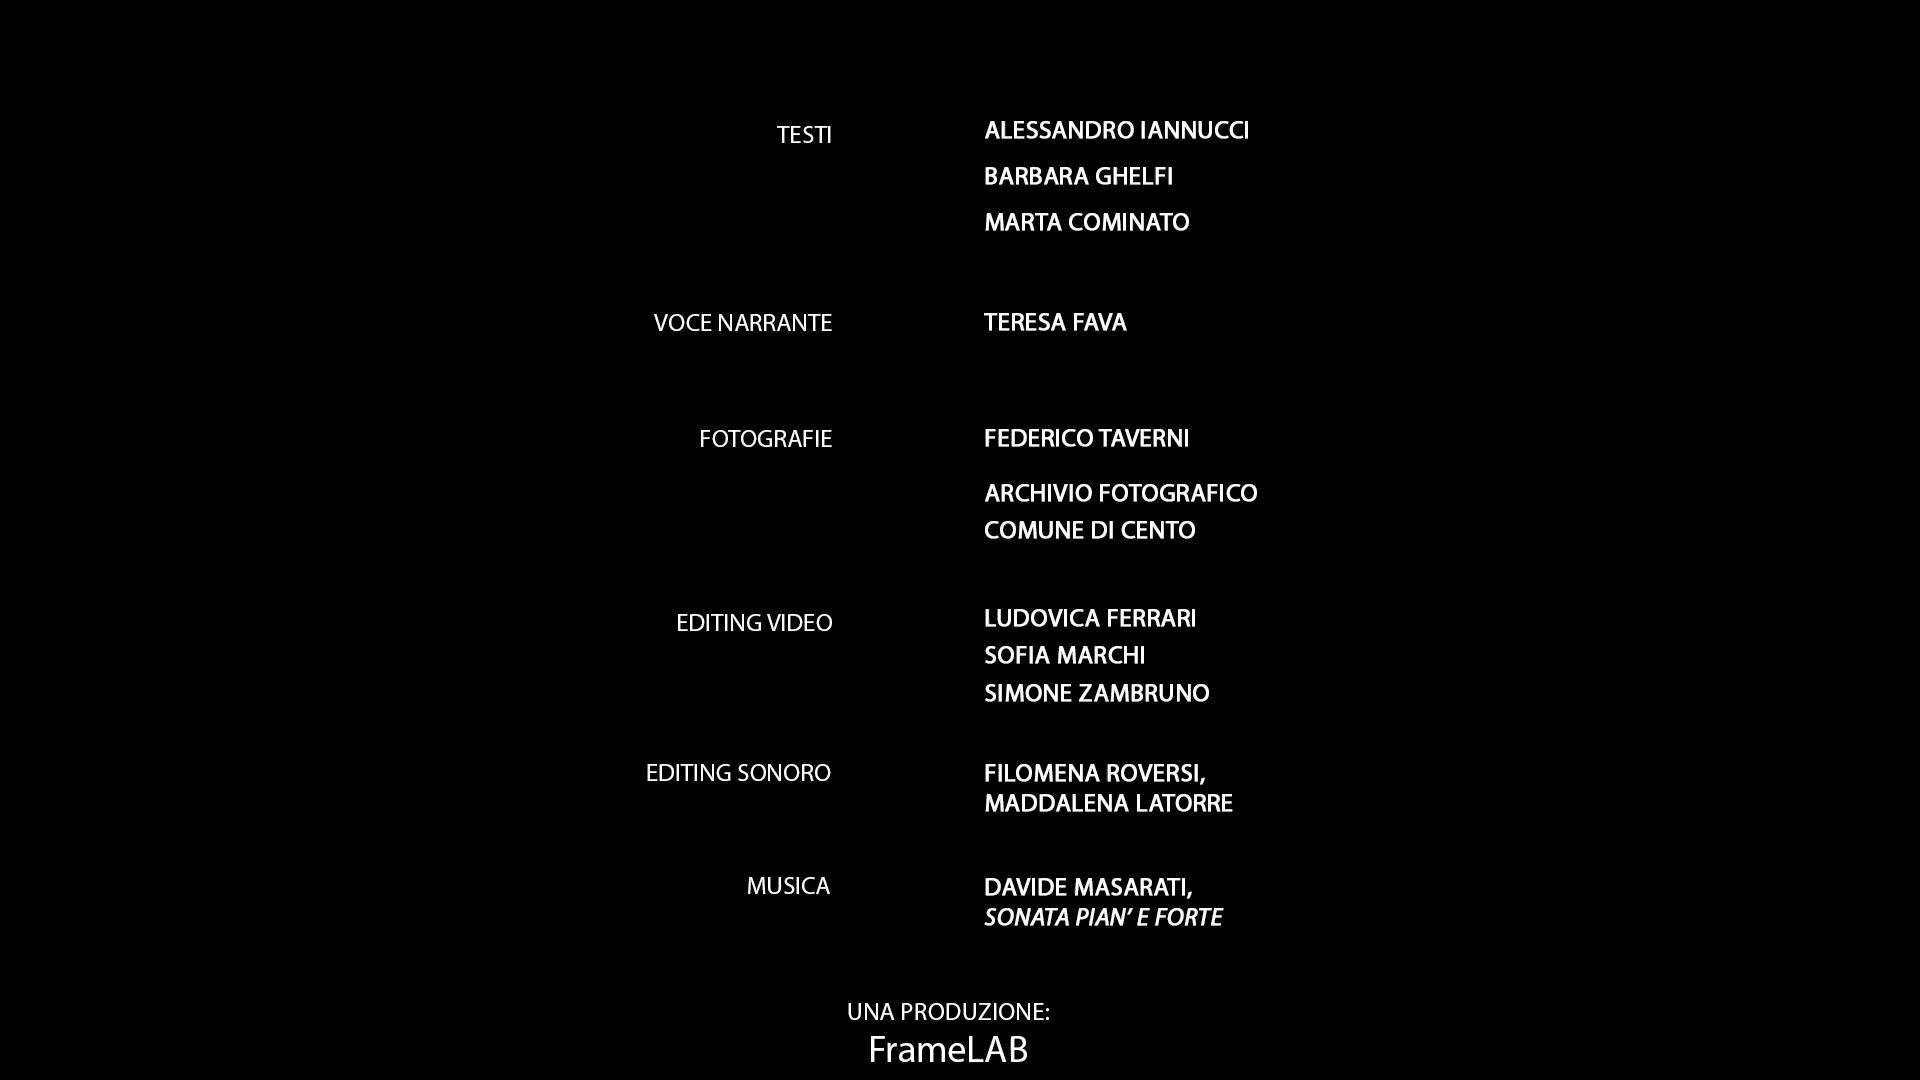 TESTI
ALESSANDRO IANNUCCI
BARBARA GHELFI
MARTA COMINATO
VOCE NARRANTE
TERESA FAVA
FOTOGRAFIE
FEDERICO TAVERNI
ARCHIVIO FOTOGRAFICO
COMUNE DI CENTO
EDITING VIDEO
LUDOVICA FERRARI
SOFIA MARCHI
SIMONE ZAMBRUNO
EDITING SONORO
FILOMENA ROVERSI,
MADDALENA LATORRE
MUSICA
DAVIDE MASARATI,
SONATA PIAN’ E FORTE
UNA PRODUZIONE:
FrameLAB